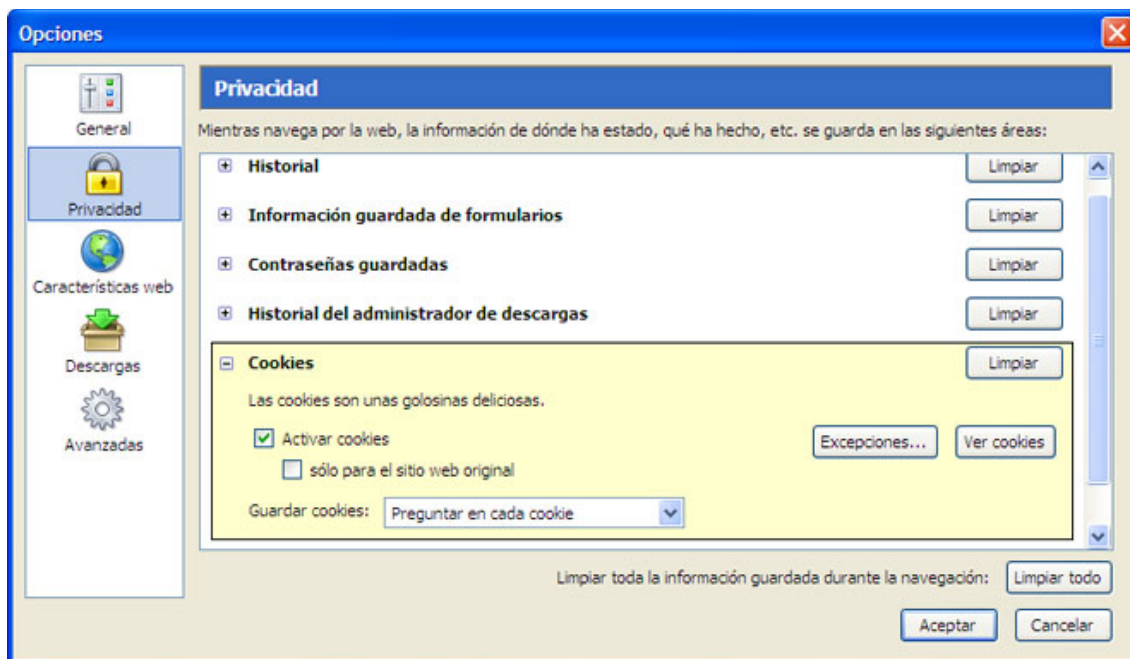 Opciones
General
Privacidad
Características web
Descargas
Avanzadas
Privacidad
Mientras navega por la web, la información de dónde ha estado, qué ha hecho, etc. se guarda en las siguientes áreas:
Historial Limpiar
Información guardada de formularios Limpiar
Contraseñas guardadas Limpiar
Historial del administrador de descargas Limpiar
Cookies Limpiar
Las cookies son unas golosinas deliciosas.
Activar cookies Excepciones... Ver cookies
sólo para el sitio web original
Guardar cookies: Preguntar en cada cookie
Limpiar toda la información guardada durante la navegación: Limpiar todo
Aceptar Cancelar